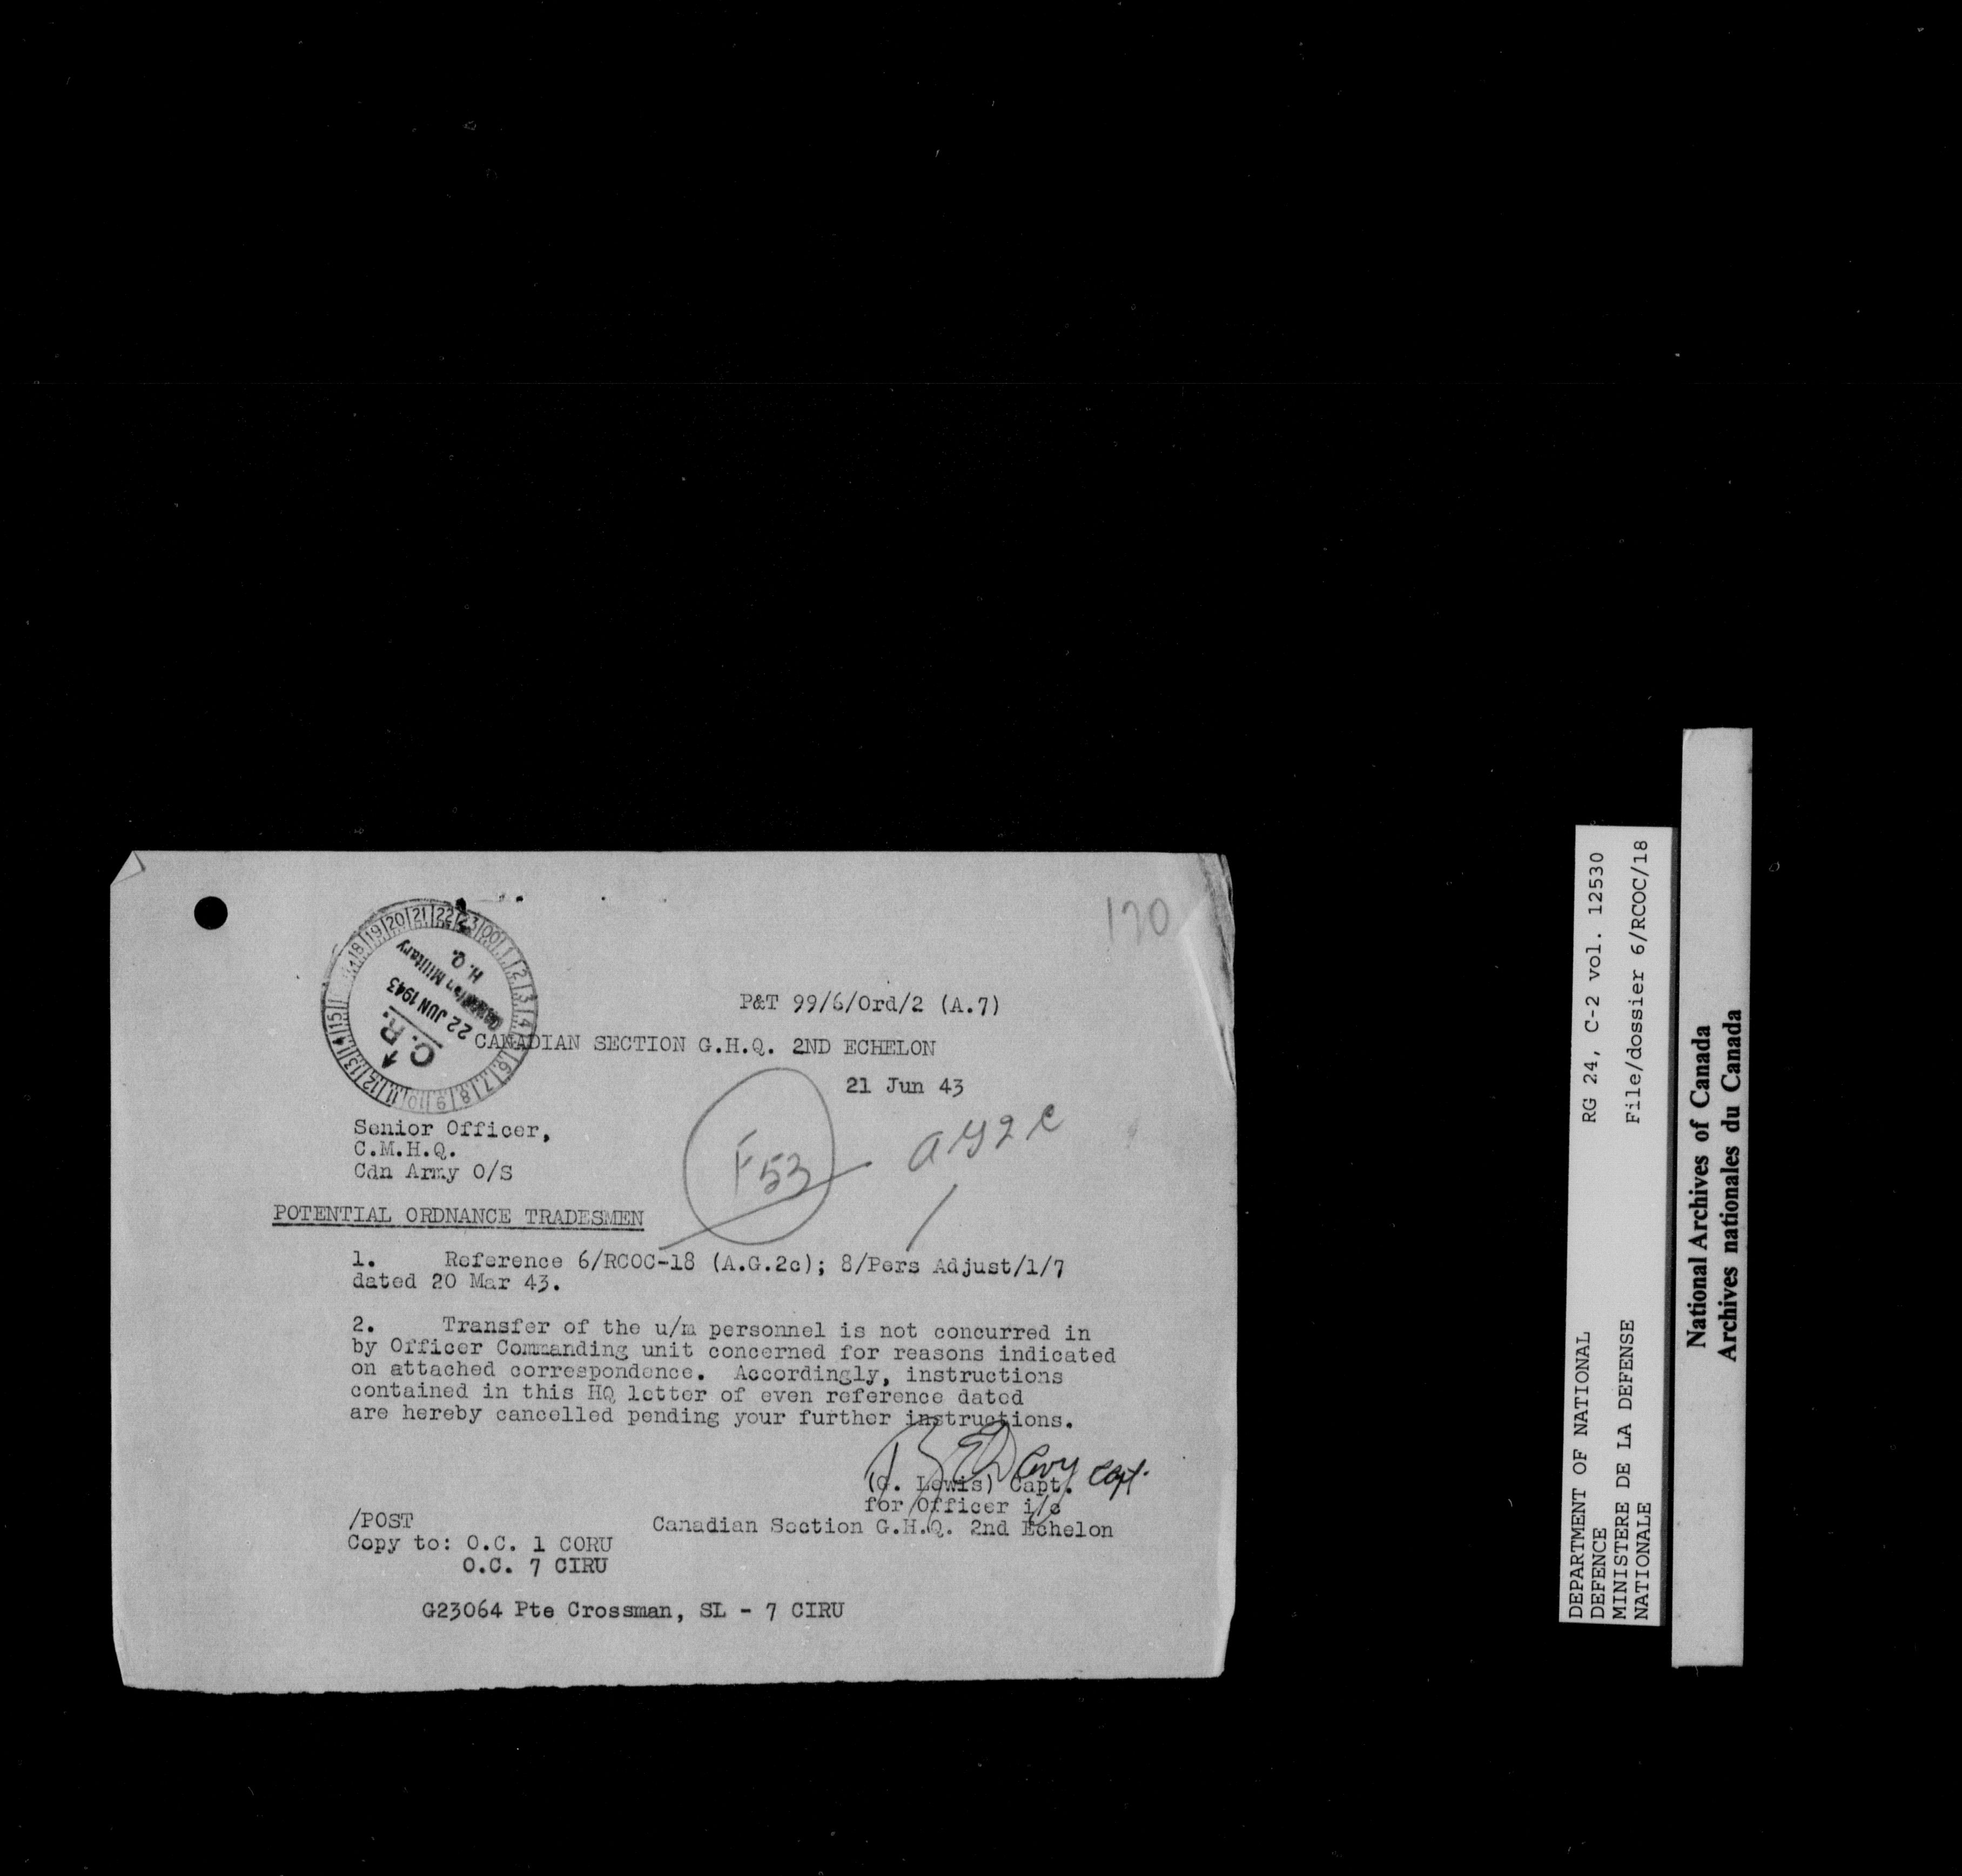 170
22 JUN 1943
C.R.
Military
H.Q.
P&T 99/6/Ord/2 (A.7)
CANADIAN SECTION G.H.Q. 2ND ECHELON
21 Jun 43
Senior Officer,
C.M.H.Q.
Cdn Army O/S
F53
AG2c
POTENTIAL ORDNANCE TRADESMEN
1. Reference 6/RCOC-18 (A.G.2c); 8/Pers Adjust/1/7
dated 20 Mar 43.
2. Transfer of the u/m personnel is not concurred in
by Officer Commanding unit concerned for reasons indicated
on attached correspondence. Accordingly, instructions
contained in this HQ letter of even reference dated
are hereby cancelled pending your further instructions.
Capt.
(G. Lewis) Capt.
for Officer i/c
Canadian Section G.H.Q. 2nd Echelon
/POST
Copy to: O.C. 1 CORU
O.C. 7 CIRU
G23064 Pte Crossman, SL - 7 CIRU
DEPARTMENT OF NATIONAL RG 24, C-2 vol. 12530
DEFENCE
MINISTERE DE LA DEFENSE File/dossier 6/RCOC/18
NATIONALE
National Archives of Canada
Archives nationales du Canada